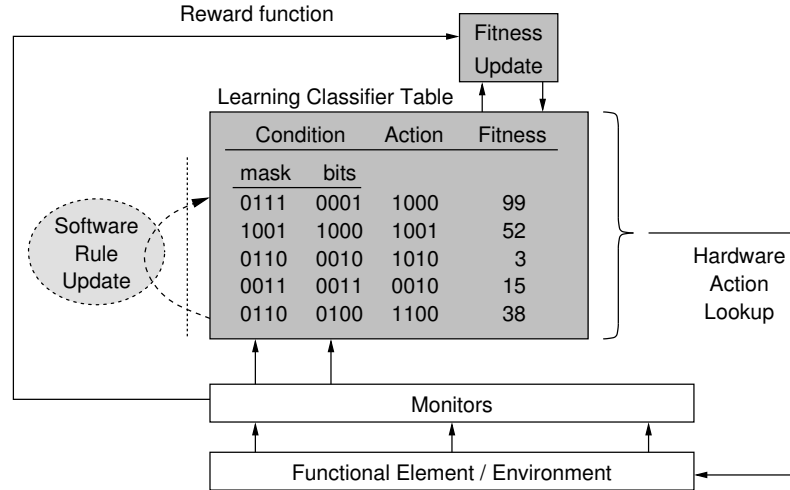 Reward function
Fitness
Update
Learning Classifier Table
Condition Action Fitness
mask bits
0111 0001 1000 99
1001 1000 1001 52
0110 0010 1010 3
0011 0011 0010 15
0110 0100 1100 38
Software
Rule
Update
Hardware
Action
Lookup
Monitors
Functional Element / Environment